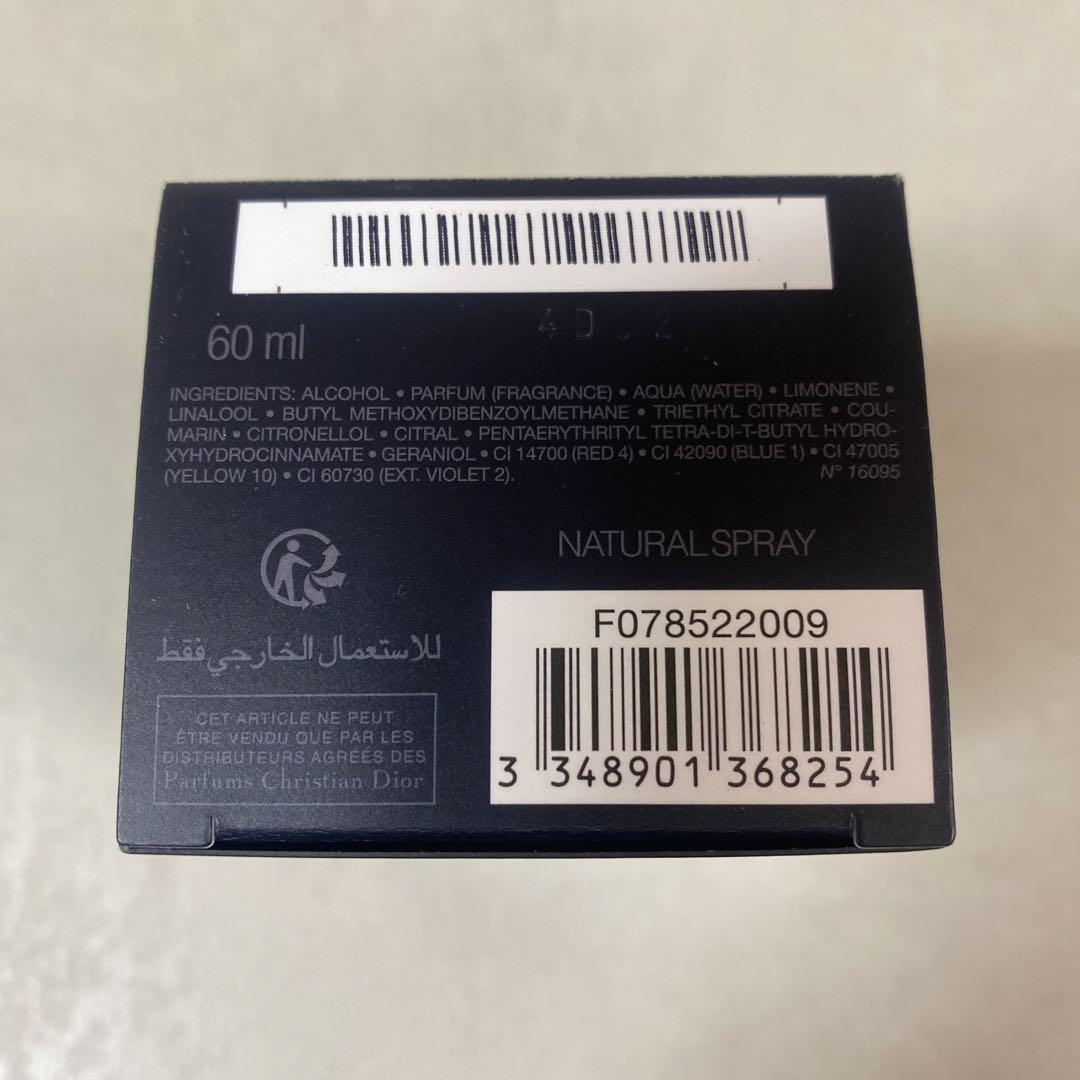 60 ml
INGREDIENTS: ALCOHOL • PARFUM (FRAGRANCE) • AQUA (WATER) • LIMONENE •
LINALOOL • BUTYL METHOXYDIBENZOYLMETHANE • TRIETHYL CITRATE • COU-
MARIN • CITRONELLOL • CITRAL • PENTAERYTHRITYL TETRA-DI-T-BUTYL HYDRO-
XYHYDROCINNAMATE • GERANIOL • CI 14700 (RED 4) • CI 42090 (BLUE 1) • CI 47005
(YELLOW 10) • CI 60730 (EXT. VIOLET 2). N° 16095
NATURAL SPRAY
F078522009
3 348901 368254
للاستعمال الخارجي فقط
CET ARTICLE NE PEUT
ÊTRE VENDU QUE PAR LES
DISTRIBUTEURS AGRÉÉS DES
Parfums Christian Dior